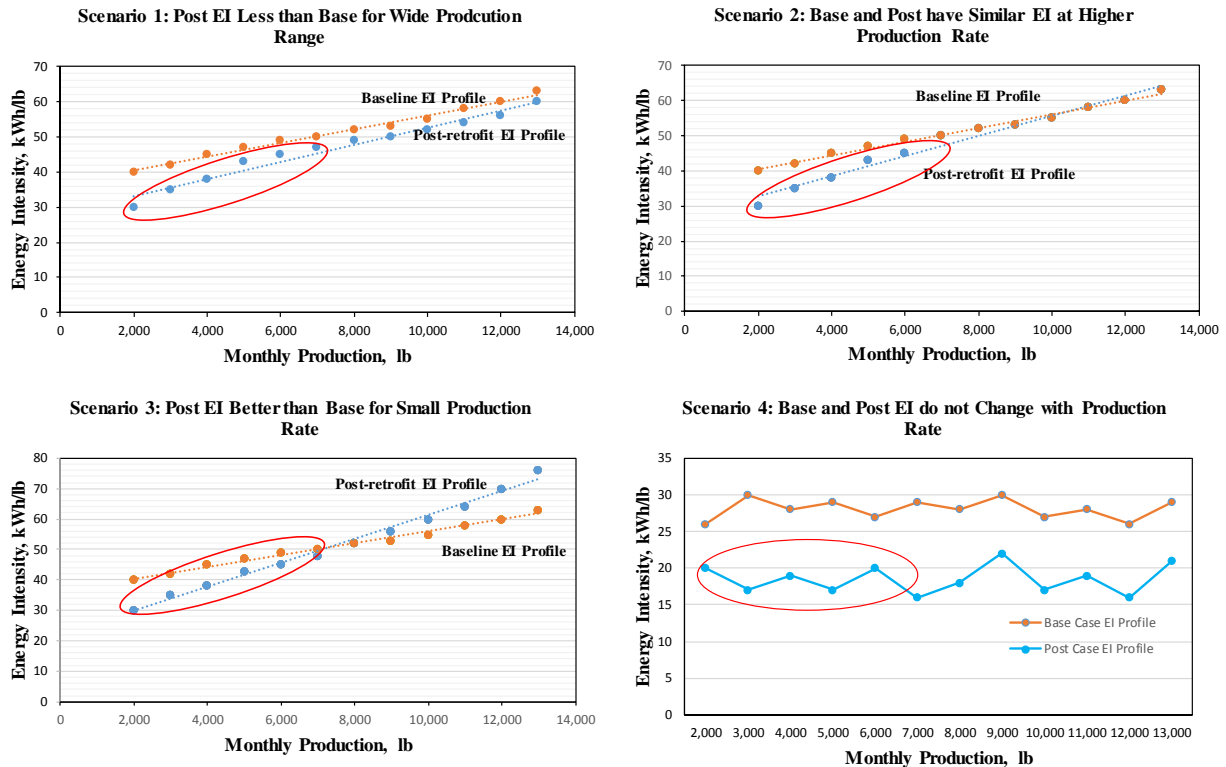 Scenario 1: Post EI Less than Base for Wide Prodcution
Range
Energy Intensity, kWh/lb
70
60
50
40
30
20
10
0
Baseline EI Profile
Post-retrofit EI Profile
0
2,000
4,000
6,000
8,000
10,000
12,000
14,000
Monthly Production, lb
Scenario 2: Base and Post have Similar EI at Higher
Production Rate
Energy Intensity, kWh/lb
70
60
50
40
30
20
10
0
Baseline EI Profile
Post-retrofit EI Profile
0
2,000
4,000
6,000
8,000
10,000
12,000
14,000
Monthly Production, lb
Scenario 3: Post EI Better than Base for Small Production
Rate
Energy Intensity, kWh/lb
80
70
60
50
40
30
20
10
0
Post-retrofit EI Profile
Baseline EI Profile
0
2,000
4,000
6,000
8,000
10,000
12,000
14,000
Monthly Production, lb
Scenario 4: Base and Post EI do not Change with Production
Rate
Energy Intensity, kWh/lb
35
30
25
20
15
10
5
0
Base Case EI Profile
Post Case EI Profile
2,000
3,000
4,000
5,000
6,000
7,000
8,000
9,000
10,000
11,000
12,000
13,000
Monthly Production, lb